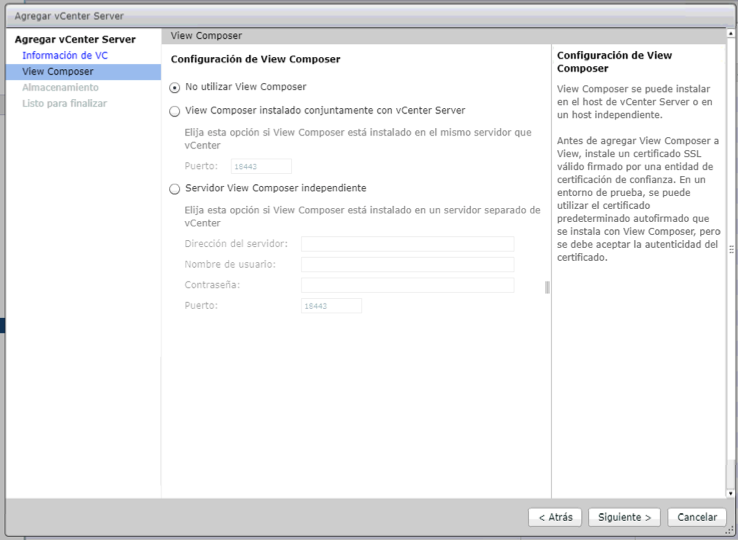 Agregar vCenter Server
Agregar vCenter Server
Información de VC
View Composer
Almacenamiento
Listo para finalizar
View Composer
Configuración de View Composer
No utilizar View Composer
View Composer instalado conjuntamente con vCenter Server
Elija esta opción si View Composer está instalado en el mismo servidor que
vCenter
Puerto: 18443
Servidor View Composer independiente
Elija esta opción si View Composer está instalado en un servidor separado de
vCenter
Dirección del servidor:
Nombre de usuario:
Contraseña:
Puerto: 18443
Configuración de View
Composer
View Composer se puede instalar
en el host de vCenter Server o en
un host independiente.
Antes de agregar View Composer a
View, instale un certificado SSL
válido firmado por una entidad de
certificación de confianza. En un
entorno de prueba, se puede
utilizar el certificado
predeterminado autofirmado que
se instala con View Composer, pero
se debe aceptar la autenticidad del
certificado.
< Atrás
Siguiente >
Cancelar